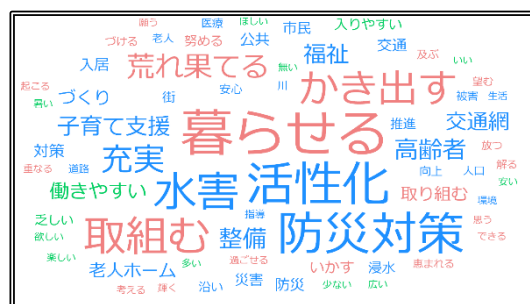 願う 医療 ほしい 市民 入りやすい
づける 老人 努める 公共 交通
入居 荒れ果てる 福祉 及ぶ いい
起こる 無い かき出す 望む
暑い づくり 街 安心 川 被害 生活
子育て支援 暮らせる 推進 交通網
対策 充実 高齢者 放つ
重なる 道路 向上 人口 解る
働きやすい 水害 活性化 取り組む 安い
乏しい 指導 環境
欲しい 取組む 整備 防災対策 思う
楽しい 過ごせる できる
老人ホーム 多い いかす 浸水 恵まれる
災害 防災
考える 輝く 沿い 少ない 広い